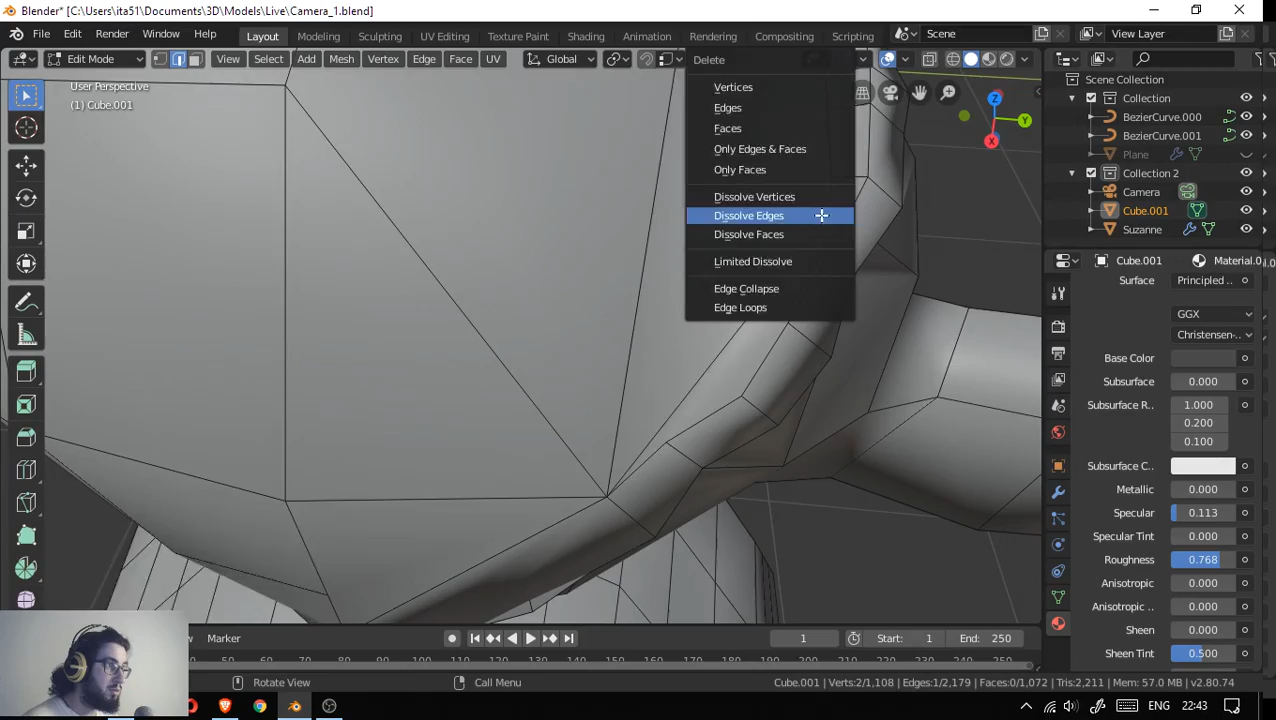 Blender* [C:\Users\ita51\Documents\3D\Models\Live\Camera_1.blend]
File Edit Render Window Help Layout Modeling Sculpting UV Editing Texture Paint Shading Animation Rendering Compositing Scripting Scene View Layer
Edit Mode View Select Add Mesh Vertex Edge Face UV Global
User Perspective
(1) Cube.001
Delete
Vertices
Edges
Faces
Only Edges & Faces
Only Faces
Dissolve Vertices
Dissolve Edges
Dissolve Faces
Limited Dissolve
Edge Collapse
Edge Loops
Z
Y
X
Scene Collection
Collection
BezierCurve.000
BezierCurve.001
Plane
Collection 2
Camera
Cube.001
Suzanne
Cube.001 Material.0
Surface Principled ..
GGX
Christensen-..
Base Color
Subsurface 0.000
Subsurface R.. 1.000
0.200
0.100
Subsurface C..
Metallic 0.000
Specular 0.113
Specular Tint 0.000
Roughness 0.768
Anisotropic 0.000
Anisotropic .. 0.000
Sheen 0.000
Sheen Tint 0.500
Marker 1 Start: 1 End: 250
50 60 70 80 90 100 110 120 130 140 150 160 170 180 190 200 210 220 230 240 250
Rotate View Call Menu Cube.001 | Verts:2/1,108 | Edges:1/2,179 | Faces:0/1,072 | Tris:2,211 | Mem: 57.0 MB | v2.80.74
ENG 22:43